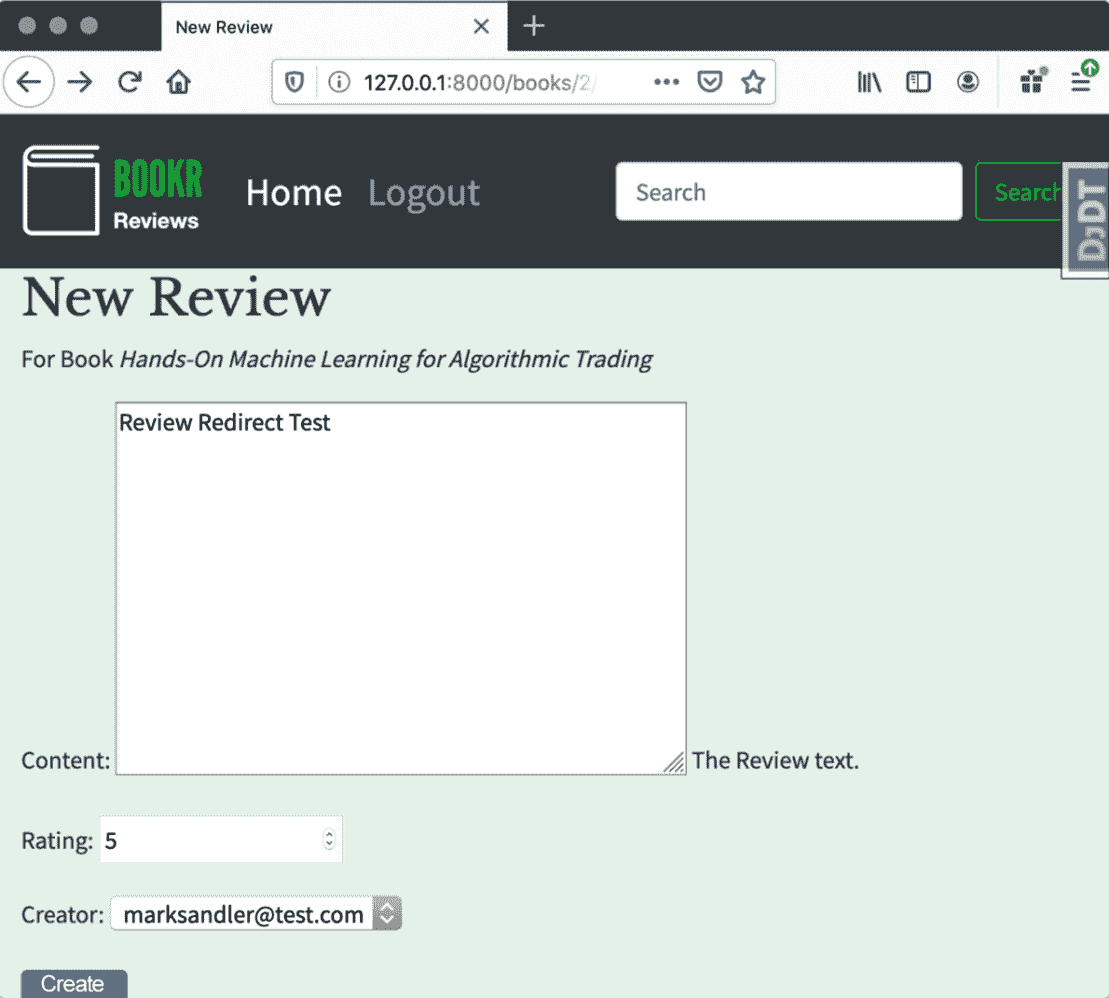 New Review
127.0.0.1:8000/books/2/
BOOKR
Reviews
Home
Logout
Search
Search
DjDT
New Review
For Book Hands-On Machine Learning for Algorithmic Trading
Review Redirect Test
Content:
The Review text.
Rating: 5
Creator: marksandler@test.com
Create